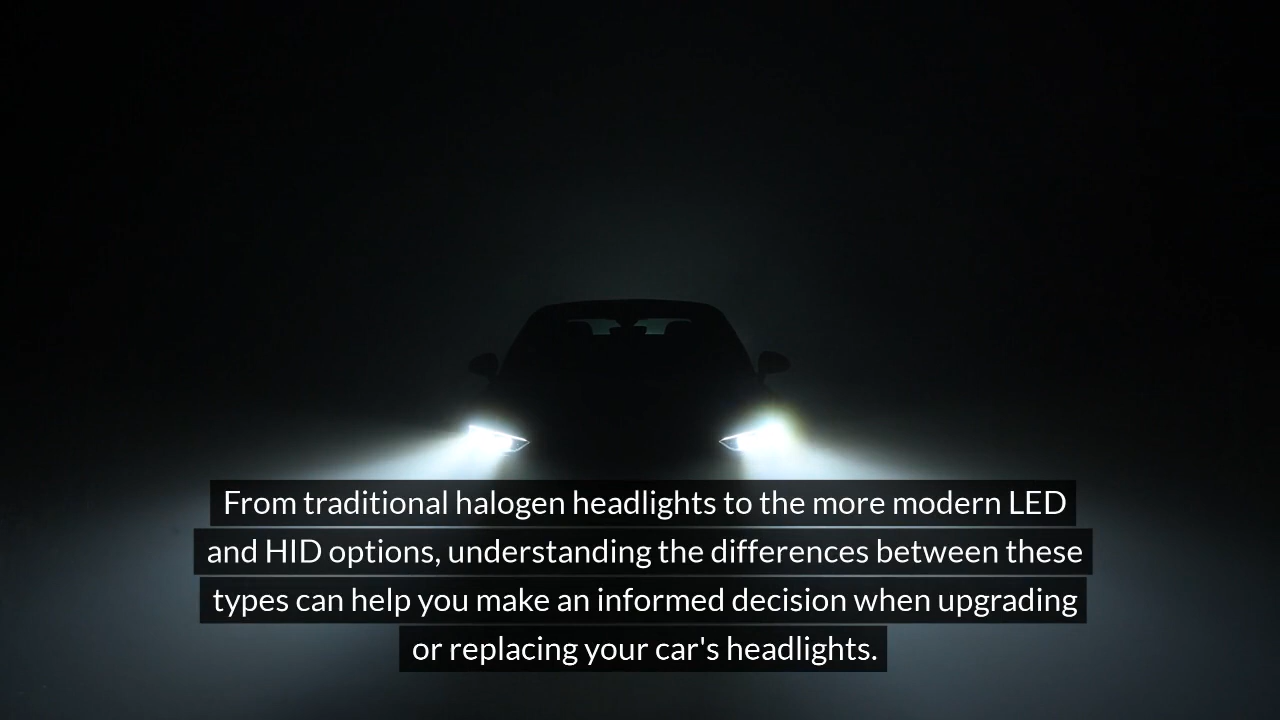 From traditional halogen headlights to the more modern LED
and HID options, understanding the differences between these
types can help you make an informed decision when upgrading
or replacing your car's headlights.